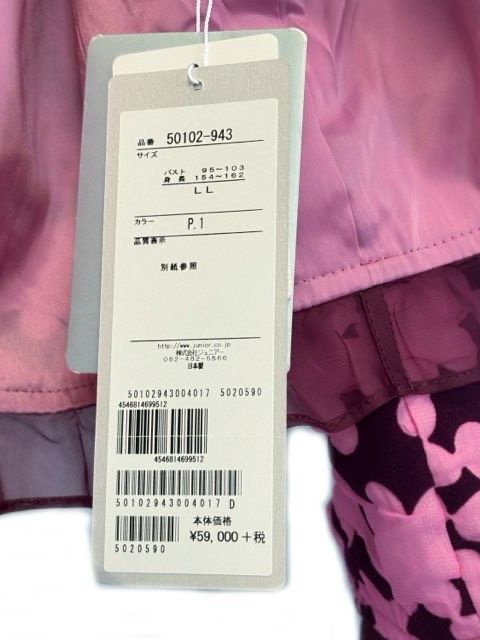 品番 50102-943
サイズ
バスト 95~103
身長 154~162
LL
カラー P.1
品質表示
別紙参照
http://www.junior.co.jp
株式会社ジュニアー
052-482-5566
日本製
50102943004017 5020590
4546814699512
4546814699512
50102943004017 D
本体価格
¥59,000+税
5020590